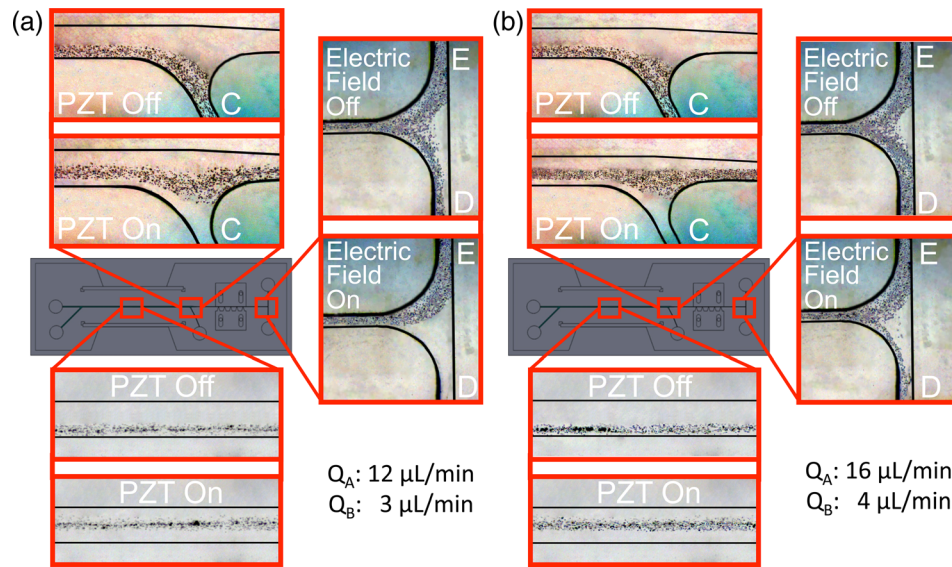 (a)
PZT Off
C
PZT On
C
Electric
Field
Off
E
D
Electric
Field
On
E
D
PZT Off
PZT On
Q_A: 12 μL/min
Q_B: 3 μL/min
(b)
PZT Off
C
PZT On
C
Electric
Field
Off
E
D
Electric
Field
On
E
D
PZT Off
PZT On
Q_A: 16 μL/min
Q_B: 4 μL/min